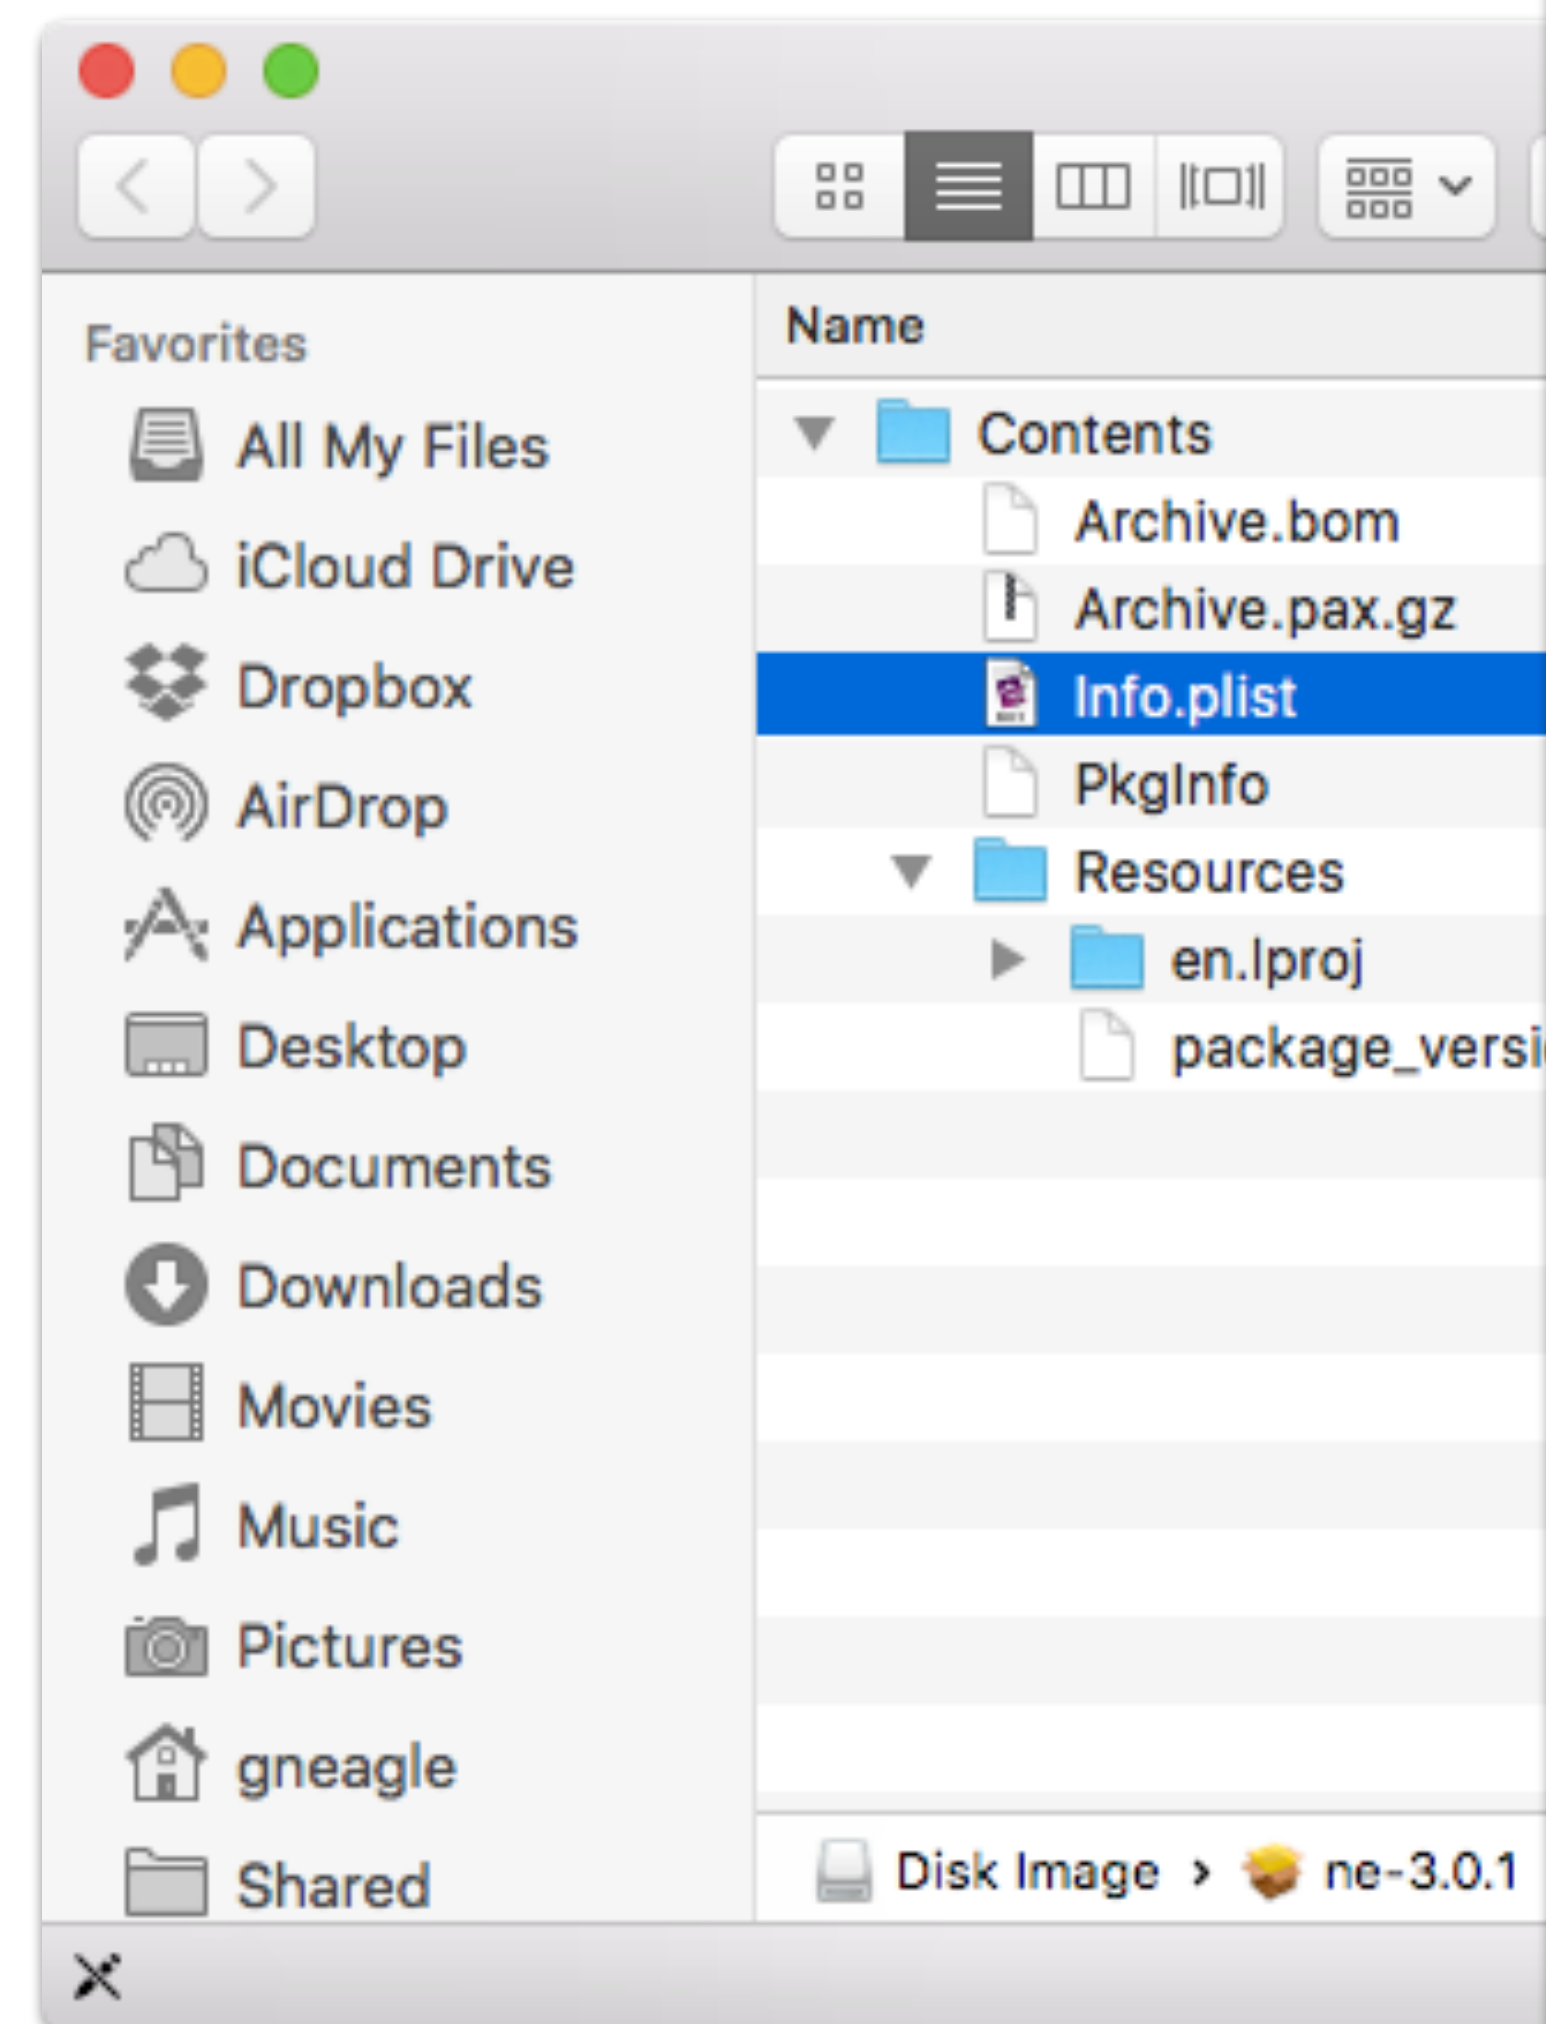 Favorites
All My Files
iCloud Drive
Dropbox
AirDrop
Applications
Desktop
Documents
Downloads
Movies
Music
Pictures
gneagle
Shared
Name
Contents
Archive.bom
Archive.pax.gz
Info.plist
PkgInfo
Resources
en.lproj
package_versi
Disk Image › ne-3.0.1